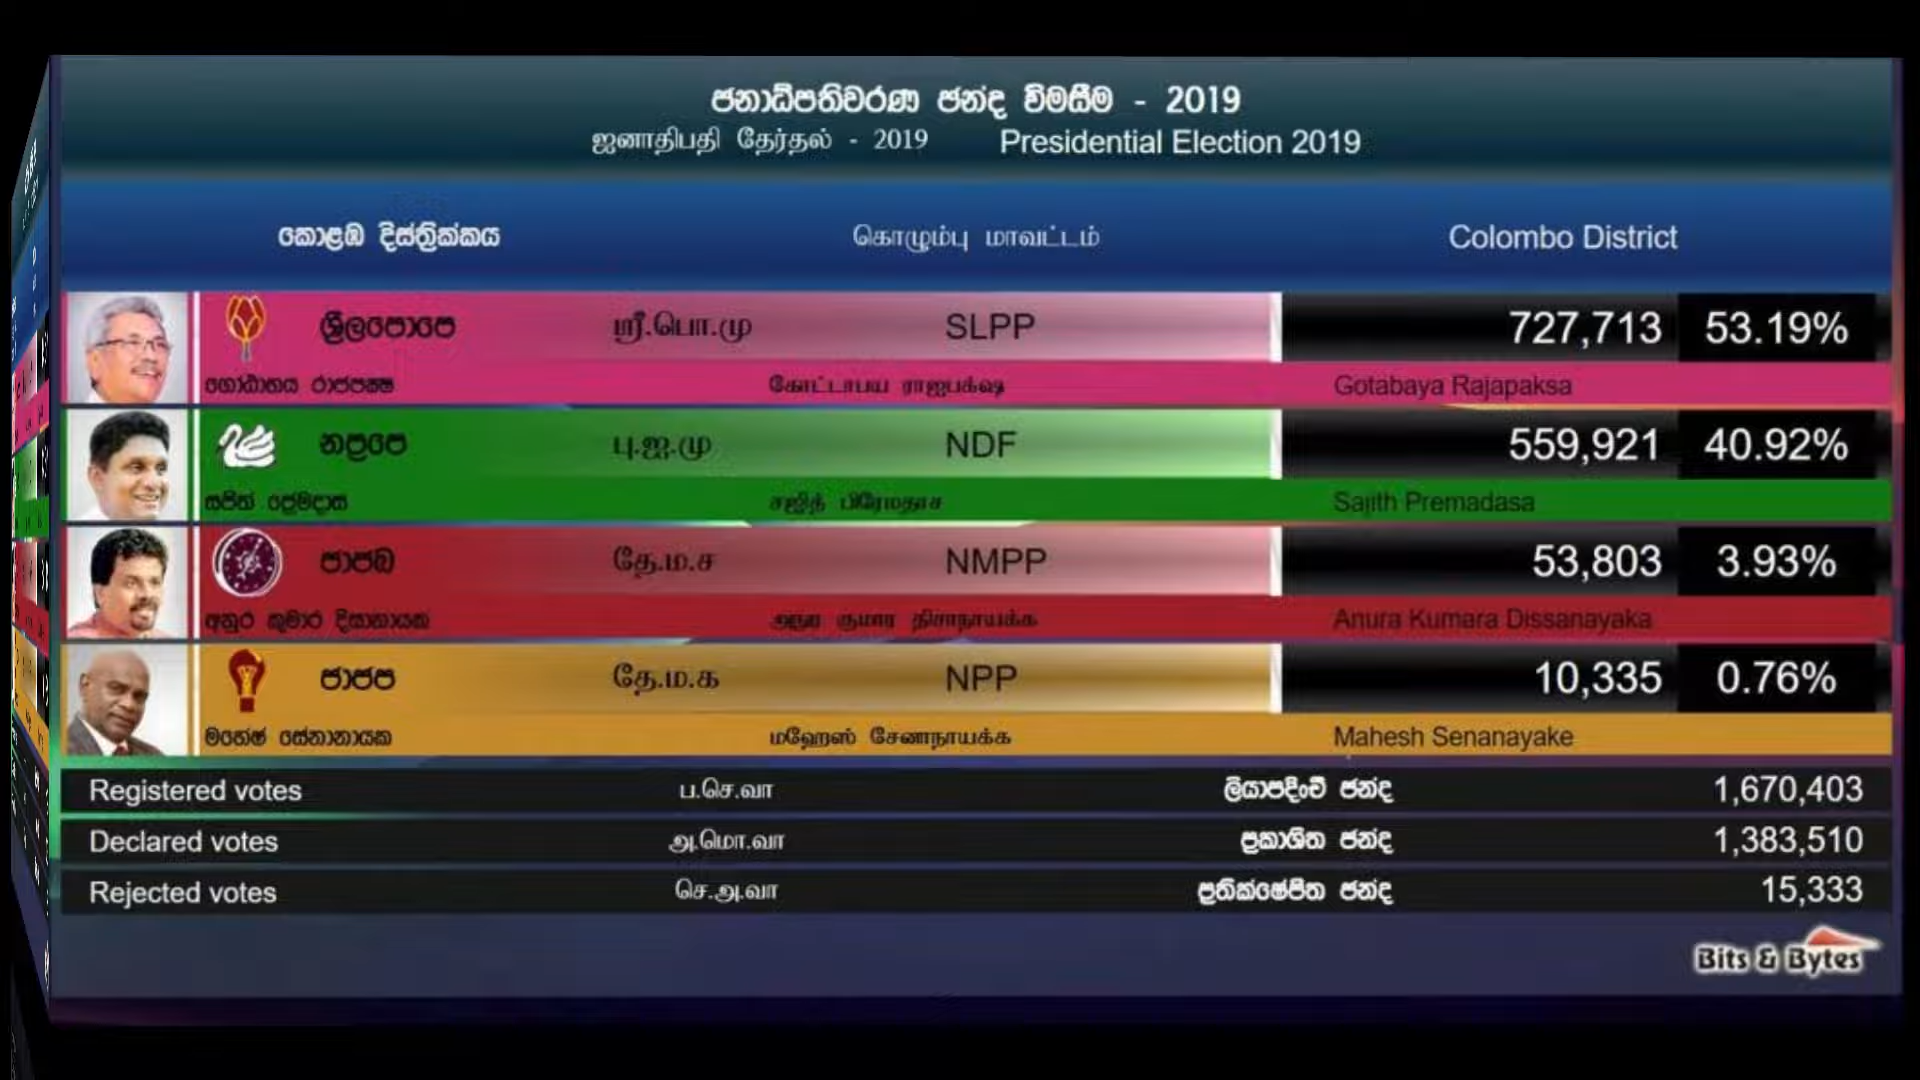 ජනාධිපතිවරණ ඡන්ද විමසීම - 2019
ஜனாதிபதி தேர்தல் - 2019 Presidential Election 2019
කොළඹ දිස්ත්‍රික්කය கொழும்பு மாவட்டம் Colombo District
ශ්‍රීලපොපෙ ஸ்ரீ.பொ.மு SLPP 727,713 53.19%
ගෝඨාභය රාජපක්ෂ கோட்டாபய ராஜபக்ஷ Gotabaya Rajapaksa
නප්‍රපෙ பு.ஐ.மு NDF 559,921 40.92%
සජිත් ප්‍රේමදාස சஜித் பிரேமதாச Sajith Premadasa
ජාජබ தே.ம.ச NMPP 53,803 3.93%
අනුර කුමාර දිසානායක அநுர குமார திசாநாயக்க Anura Kumara Dissanayaka
ජාජප தே.ம.க NPP 10,335 0.76%
මහේෂ් සේනානායක மஹேஸ் சேனாநாயக்க Mahesh Senanayake
Registered votes ப.செ.வா ලියාපදිංචි ඡන්ද 1,670,403
Declared votes அ.மொ.வா ප්‍රකාශිත ඡන්ද 1,383,510
Rejected votes செ.அ.வா ප්‍රතික්ෂේපිත ඡන්ද 15,333
Bits & Bytes